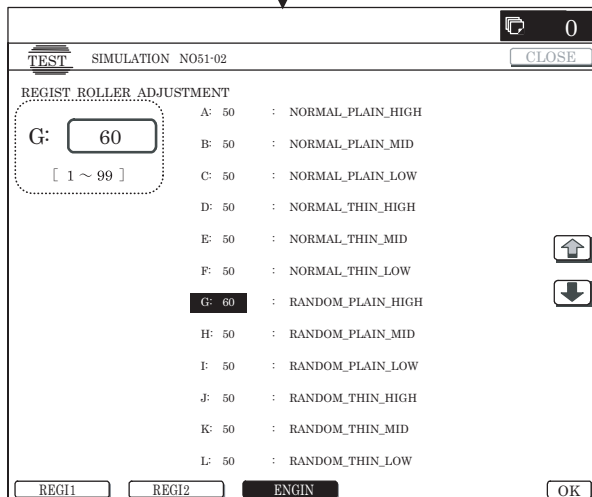 0
TEST SIMULATION NO51-02 CLOSE
REGIST ROLLER ADJUSTMENT
G: 60
[ 1~99 ]
A: 50 : NORMAL_PLAIN_HIGH
B: 50 : NORMAL_PLAIN_MID
C: 50 : NORMAL_PLAIN_LOW
D: 50 : NORMAL_THIN_HIGH
E: 50 : NORMAL_THIN_MID
F: 50 : NORMAL_THIN_LOW
G: 60 : RANDOM_PLAIN_HIGH
H: 50 : RANDOM_PLAIN_MID
I: 50 : RANDOM_PLAIN_LOW
J: 50 : RANDOM_THIN_HIGH
K: 50 : RANDOM_THIN_MID
L: 50 : RANDOM_THIN_LOW
REGI1 REGI2 ENGIN OK